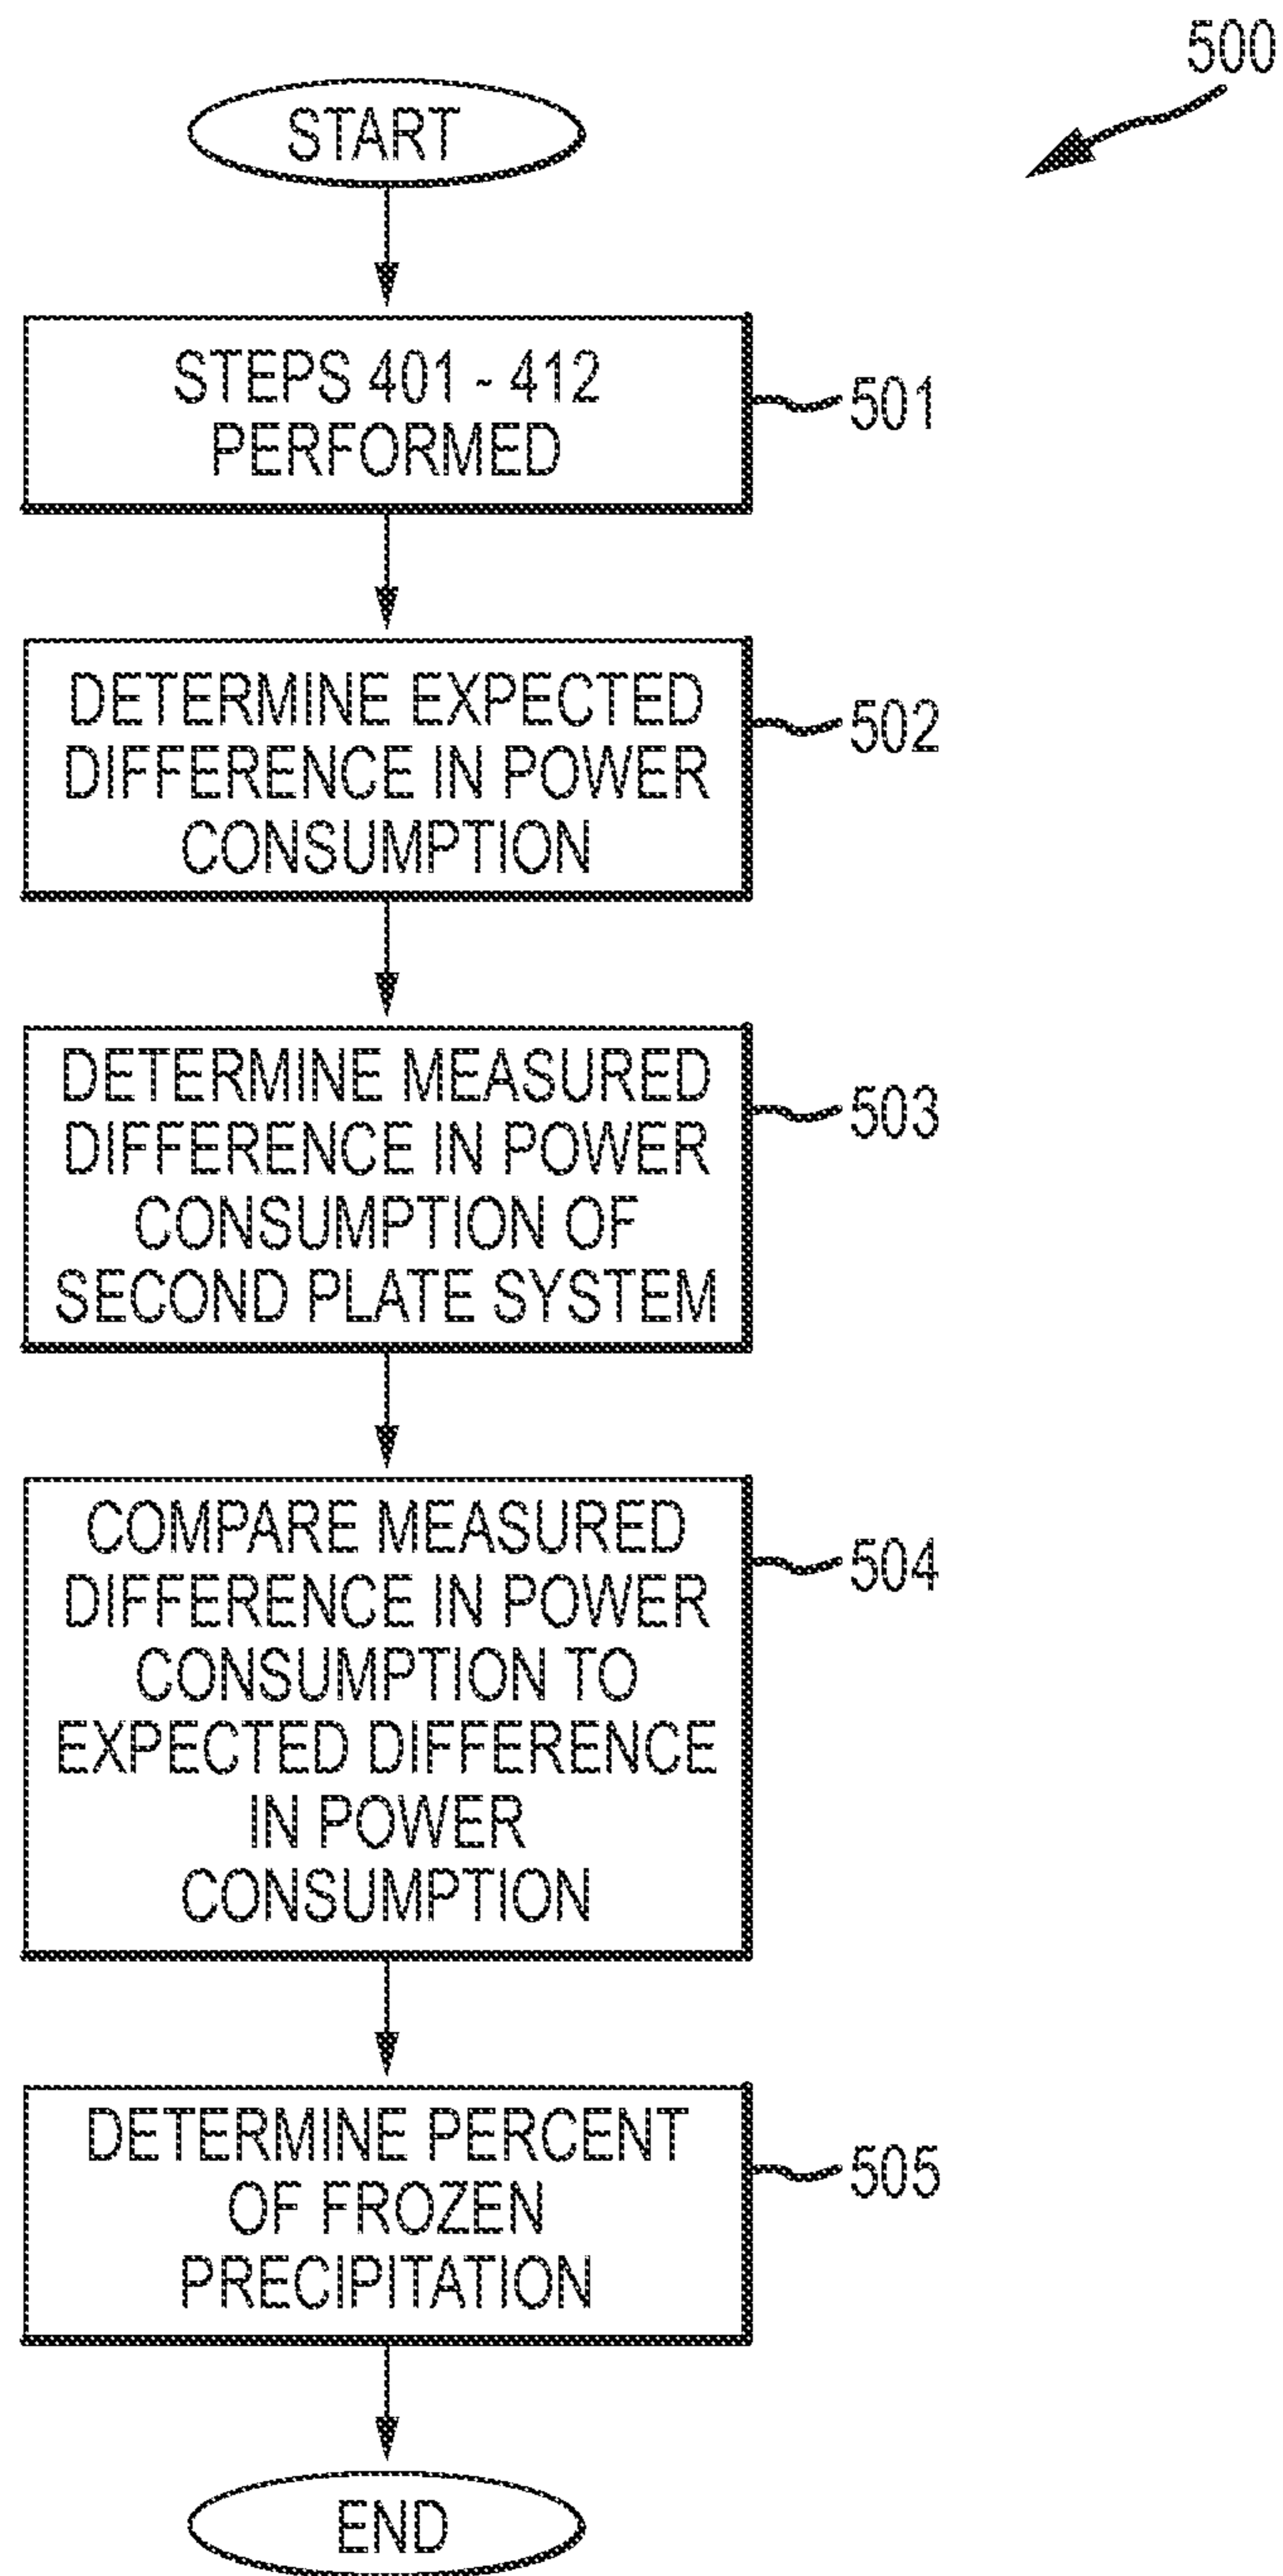 500
START
STEPS 401 - 412
PERFORMED
501
DETERMINE EXPECTED
DIFFERENCE IN POWER
CONSUMPTION
502
DETERMINE MEASURED
DIFFERENCE IN POWER
CONSUMPTION OF
SECOND PLATE SYSTEM
503
COMPARE MEASURED
DIFFERENCE IN POWER
CONSUMPTION TO
EXPECTED DIFFERENCE
IN POWER
CONSUMPTION
504
DETERMINE PERCENT
OF FROZEN
PRECIPITATION
505
END